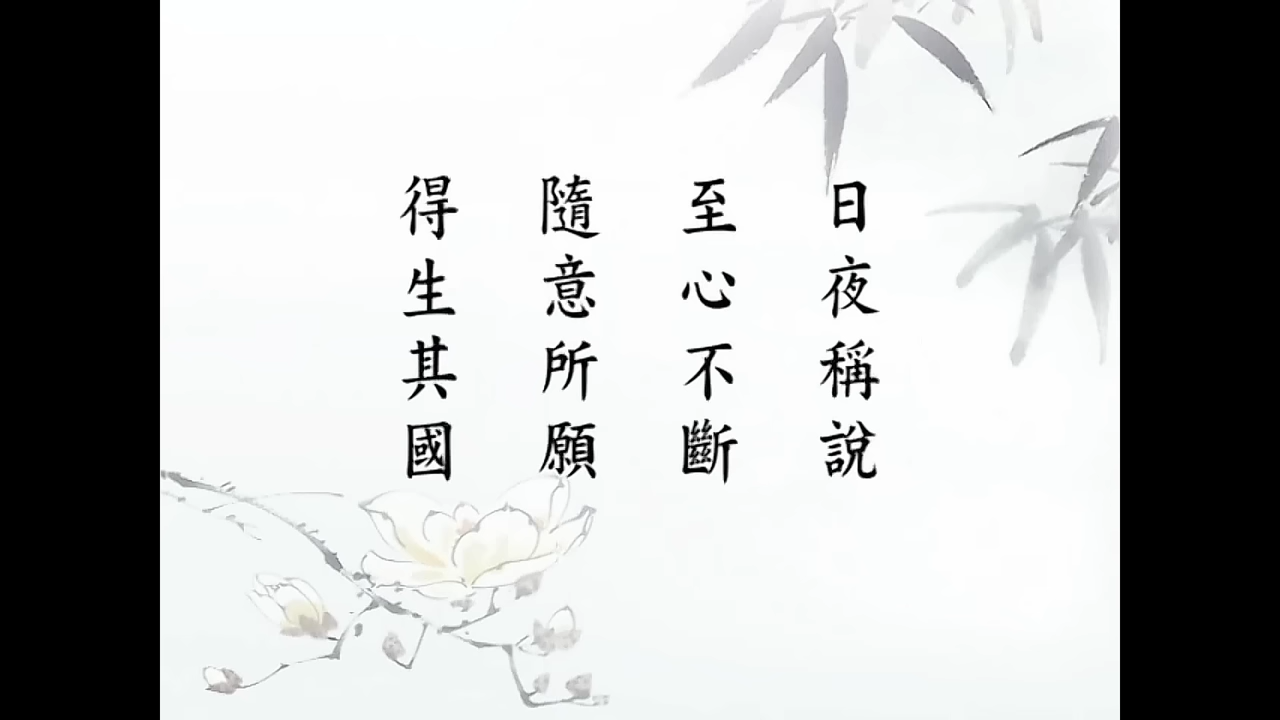 日夜稱說
至心不斷
隨意所願
得生其國